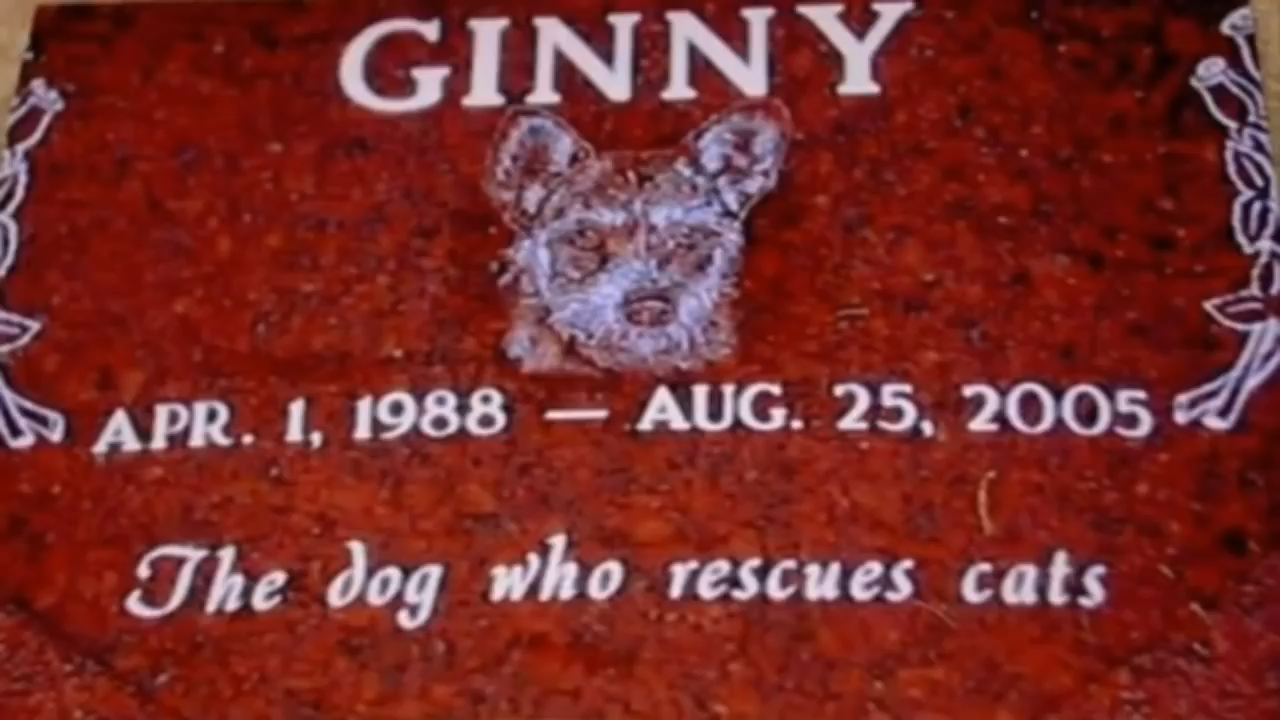 GINNY
APR. 1, 1988 — AUG. 25, 2005
The dog who rescues cats